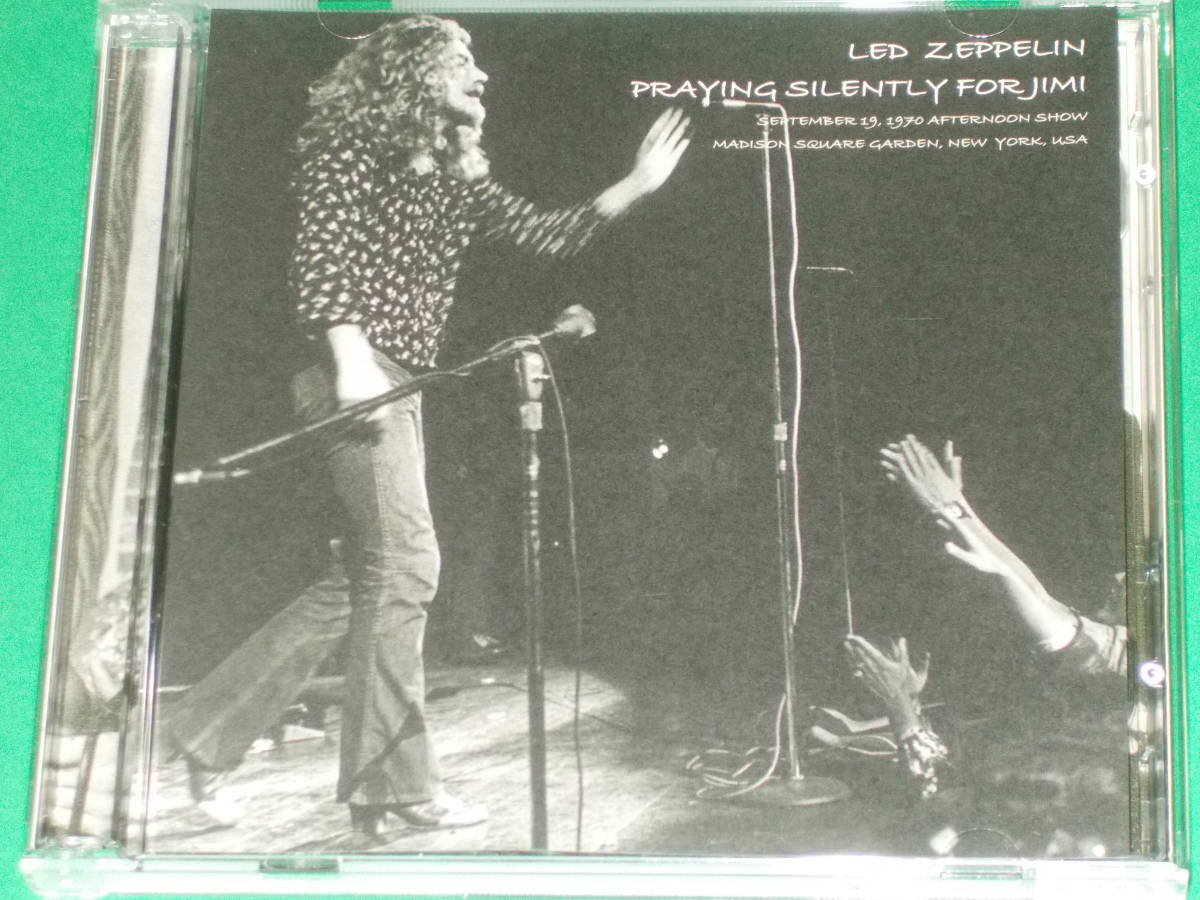 LED ZEPPELIN
PRAYING SILENTLY FOR JIMI
SEPTEMBER 19, 1970 AFTERNOON SHOW
MADISON SQUARE GARDEN, NEW YORK, USA